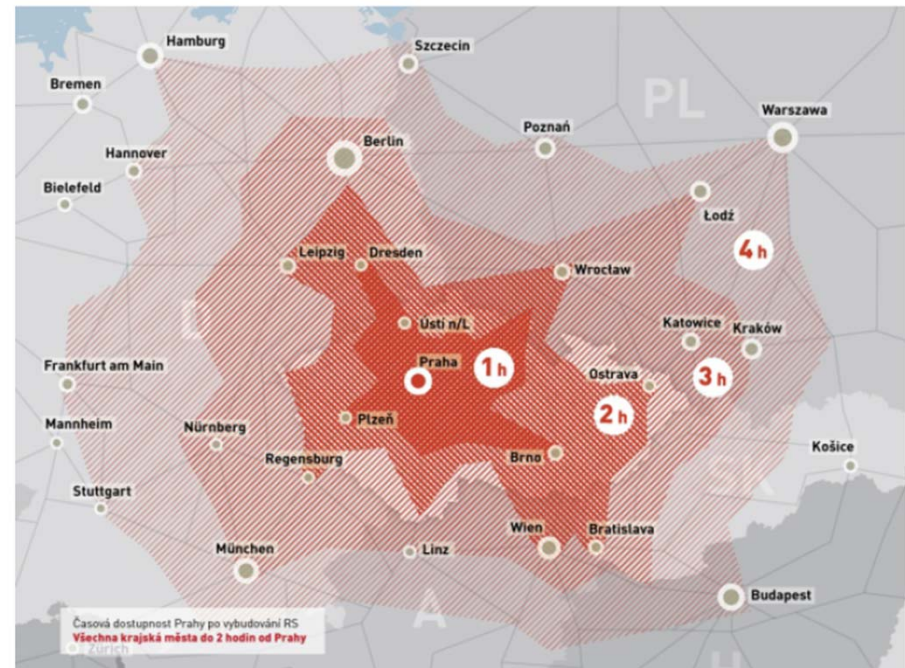 Hamburg
Szczecin
Bremen
PL
Warszawa
Poznań
Berlin
Hannover
Bielefeld
Łodź
4 h
Leipzig
Dresden
Wrocław
Ústí n/L
Katowice
Kraków
Praha
1 h
Frankfurt am Main
Ostrava
3 h
2 h
Mannheim
Nürnberg
Plzeň
Košice
Brno
Regensburg
SK
Stuttgart
Wien
Bratislava
München
Linz
Budapest
A
Časová dostupnost Prahy po vybudování RS
Všechna krajská města do 2 hodin od Prahy
Zürich
H